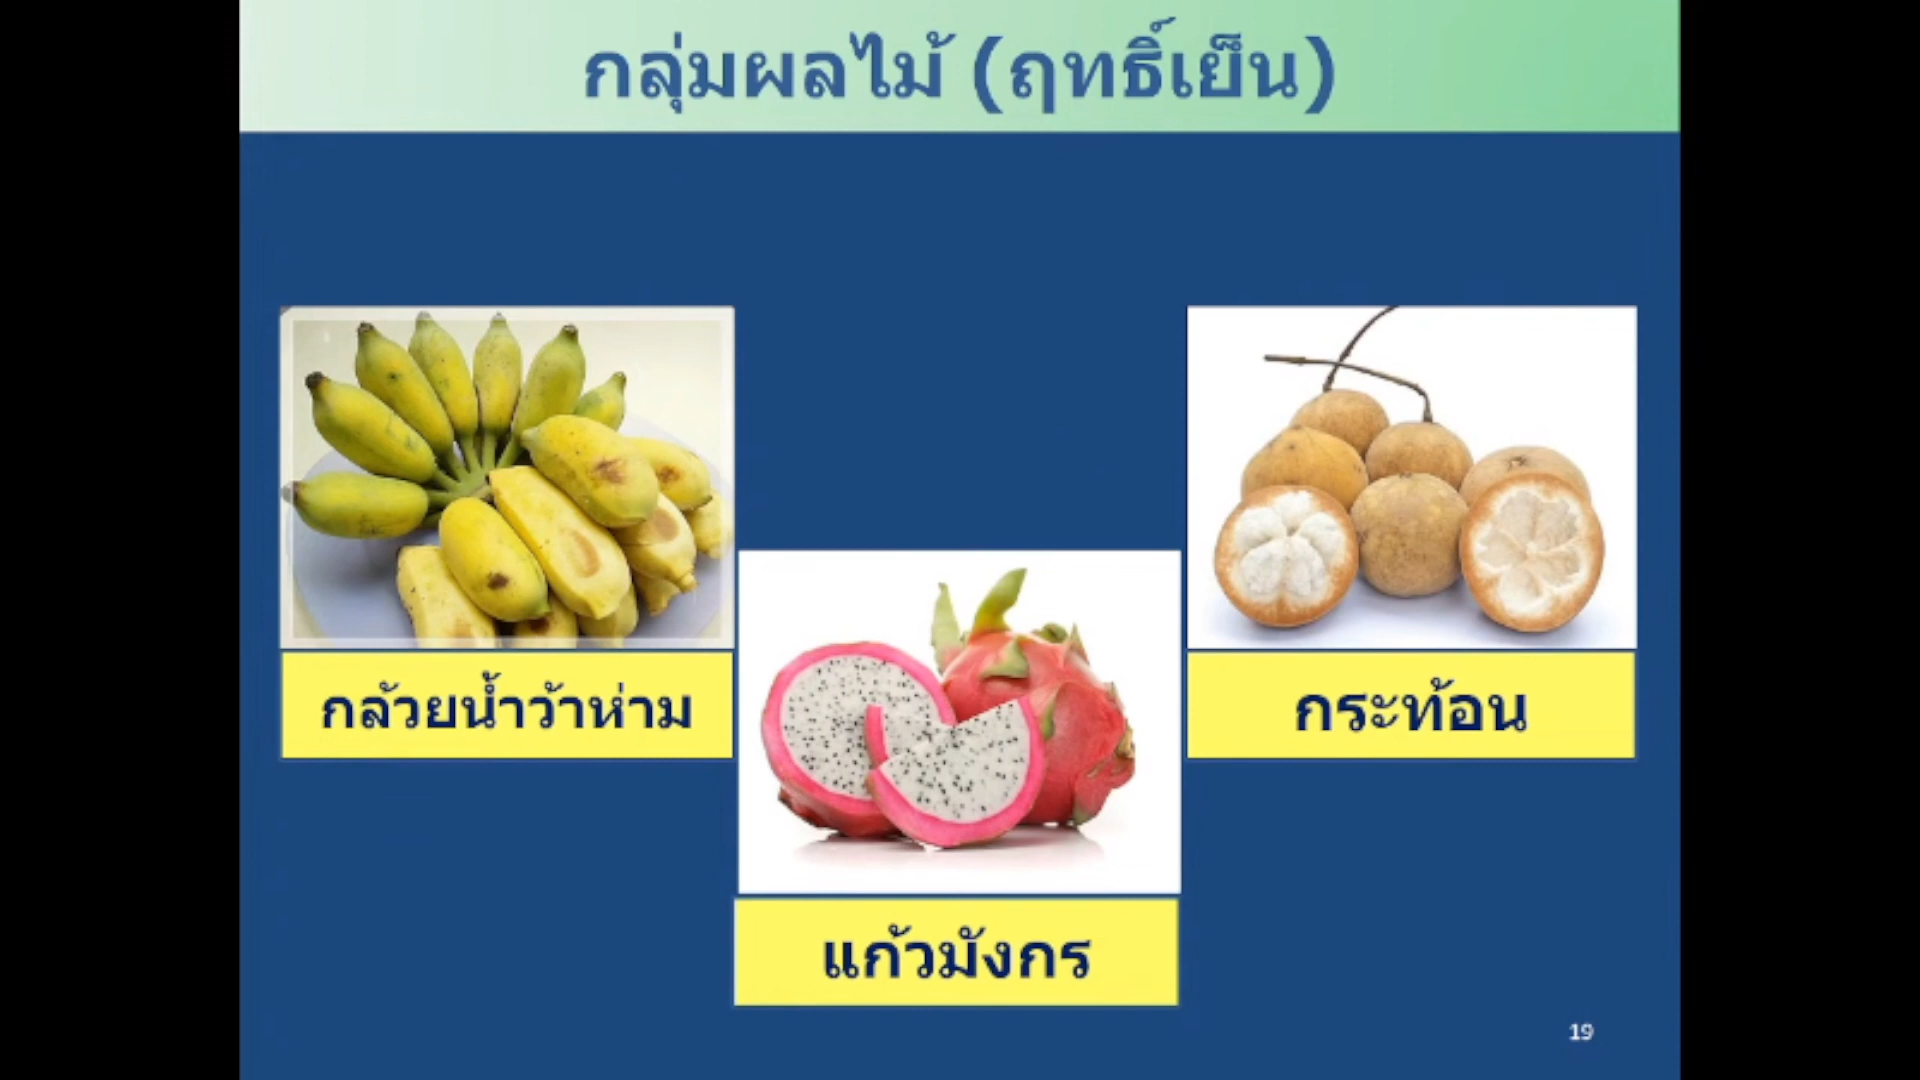 กลุ่มผลไม้ (ฤทธิ์เย็น)
กล้วยน้ำว้าห่าม
กระท้อน
แก้วมังกร
19